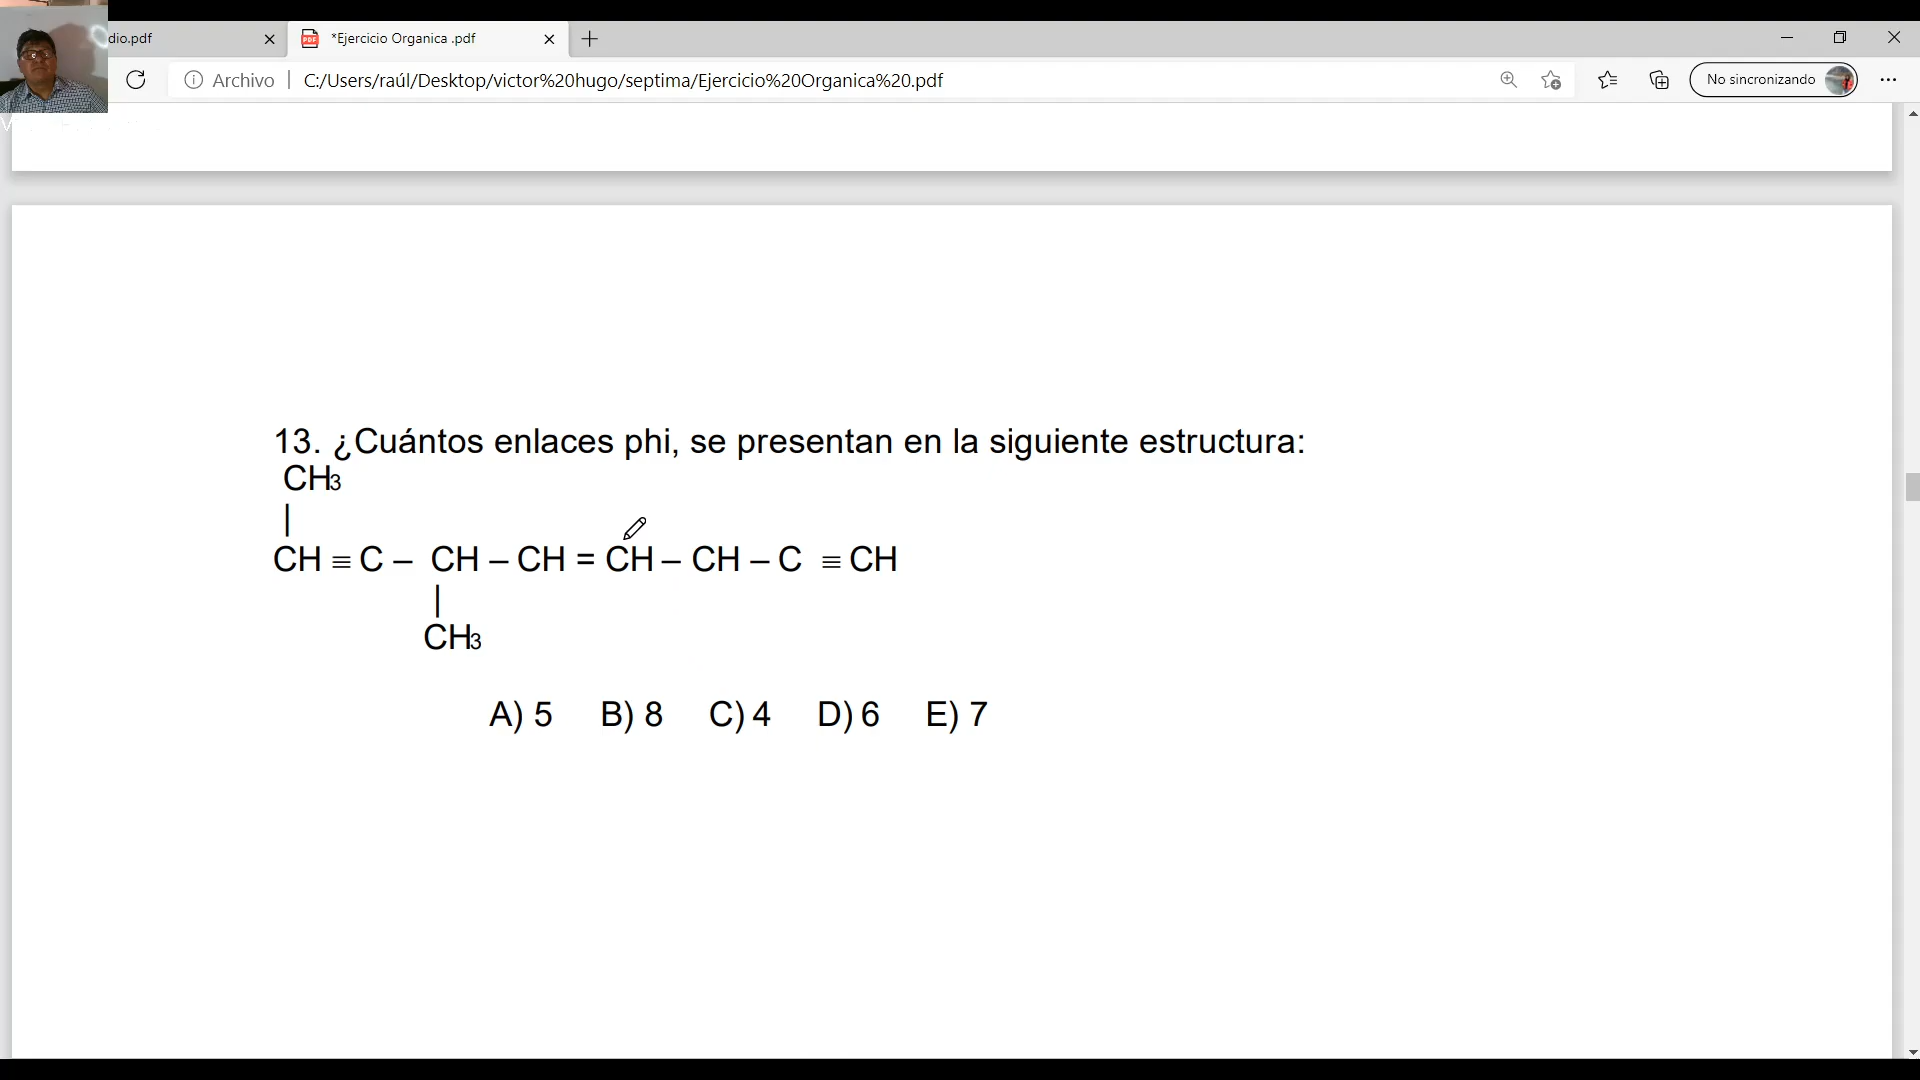 dio.pdf
*Ejercicio Organica .pdf
Archivo
C:/Users/raúl/Desktop/victor%20hugo/septima/Ejercicio%20Organica%20.pdf
No sincronizando
13. ¿Cuántos enlaces phi, se presentan en la siguiente estructura:
CH3
|
CH ≡ C – CH – CH = CH – CH – C ≡ CH
|
CH3
A) 5 B) 8 C) 4 D) 6 E) 7